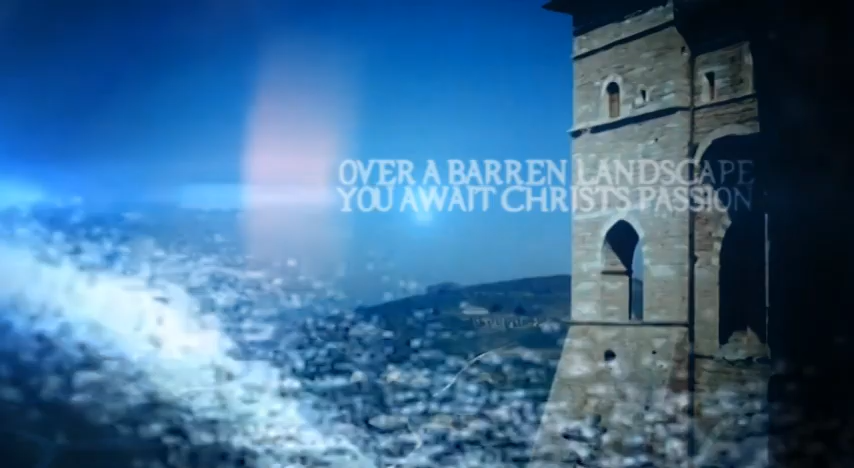 OVER A BARREN LANDSCAPE
YOU AWAIT CHRISTS PASSION